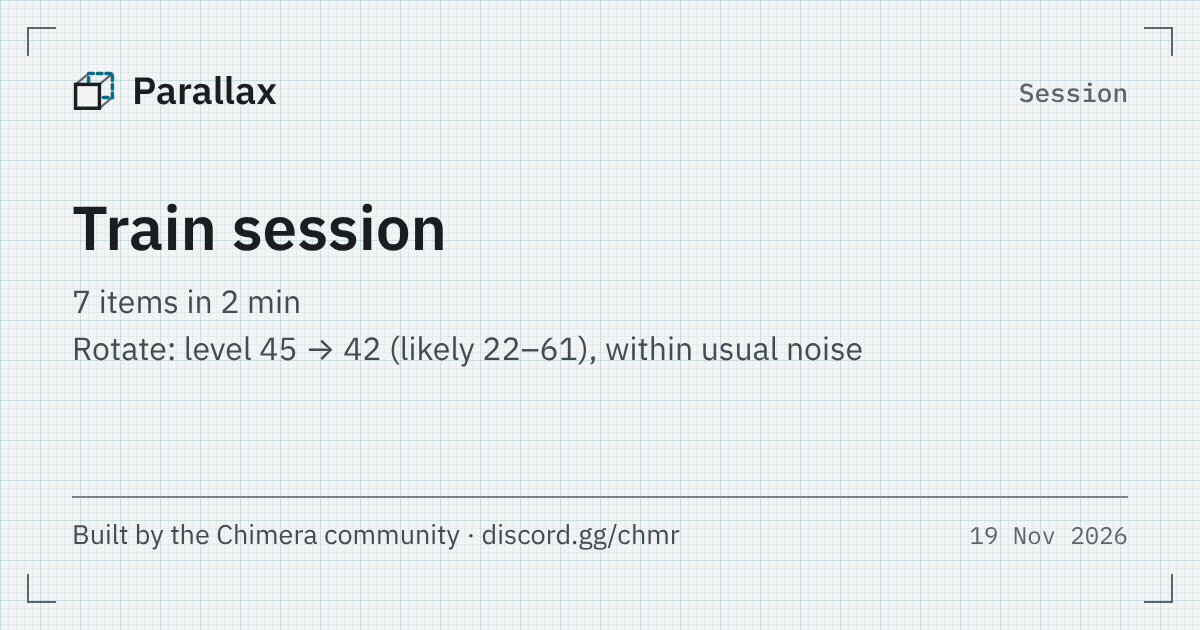 Parallax
Session
Train session
7 items in 2 min
Rotate: level 45 → 42 (likely 22–61), within usual noise
Built by the Chimera community · discord.gg/chmr
19 Nov 2026